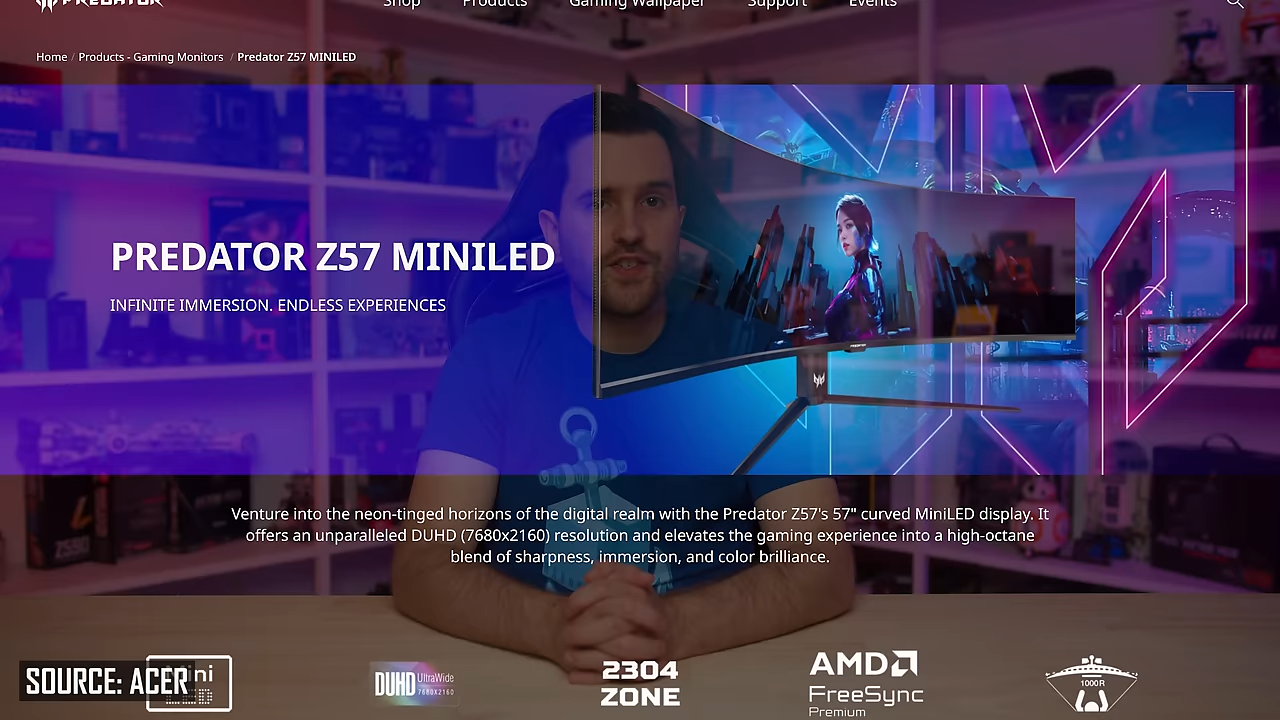 PREDATOR
Shop Products Gaming Wallpaper Support Events
Home / Products - Gaming Monitors / Predator Z57 MINILED
PREDATOR Z57 MINILED
INFINITE IMMERSION. ENDLESS EXPERIENCES
Venture into the neon-tinged horizons of the digital realm with the Predator Z57's 57" curved MiniLED display. It
offers an unparalleled DUHD (7680x2160) resolution and elevates the gaming experience into a high-octane
blend of sharpness, immersion, and color brilliance.
SOURCE: ACER
DUHD UltraWide
7680X2160
2304
ZONE
AMD
FreeSync
Premium
1000R